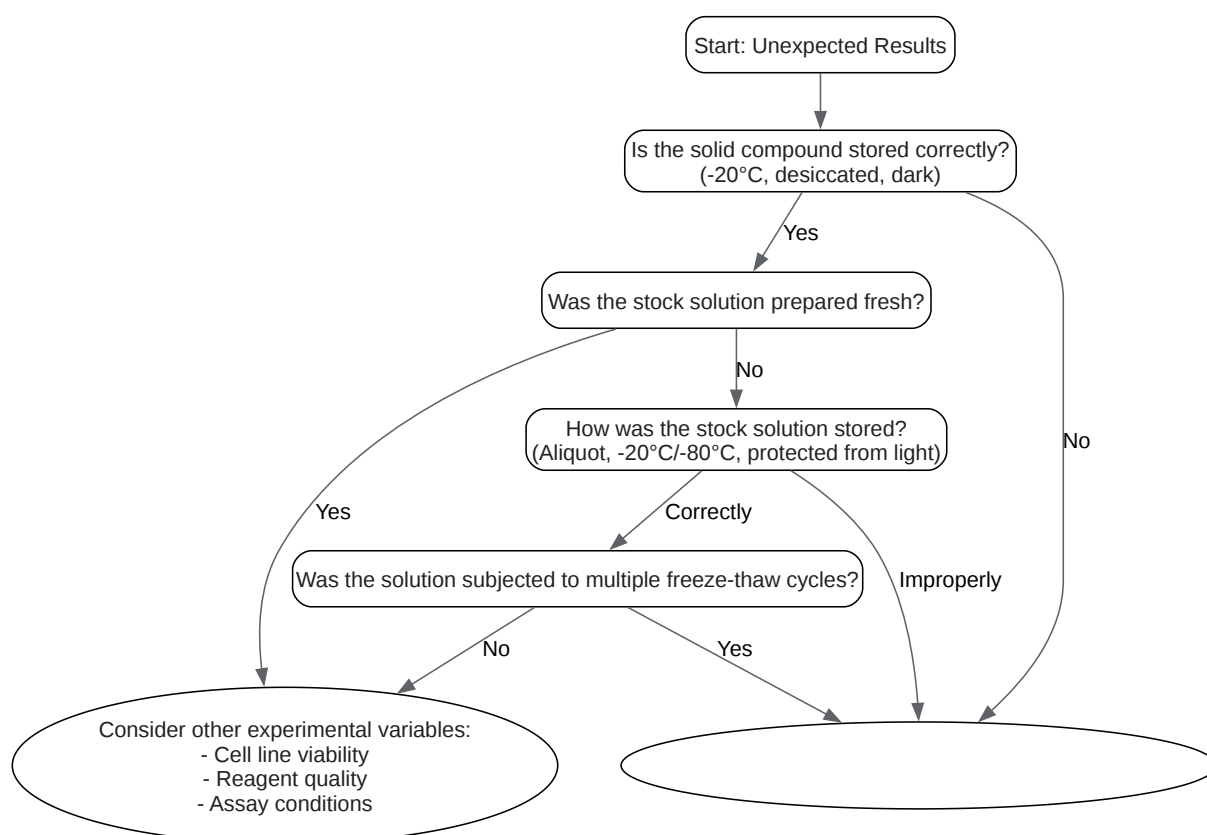 Start: Unexpected Results
Is the solid compound stored correctly?
(-20°C, desiccated, dark)
Yes
Was the stock solution prepared fresh?
No
How was the stock solution stored?
(Aliquot, -20°C/-80°C, protected from light)
No
Yes
Correctly
Was the solution subjected to multiple freeze-thaw cycles?
Improperly
No
Yes
Consider other experimental variables:
- Cell line viability
- Reagent quality
- Assay conditions